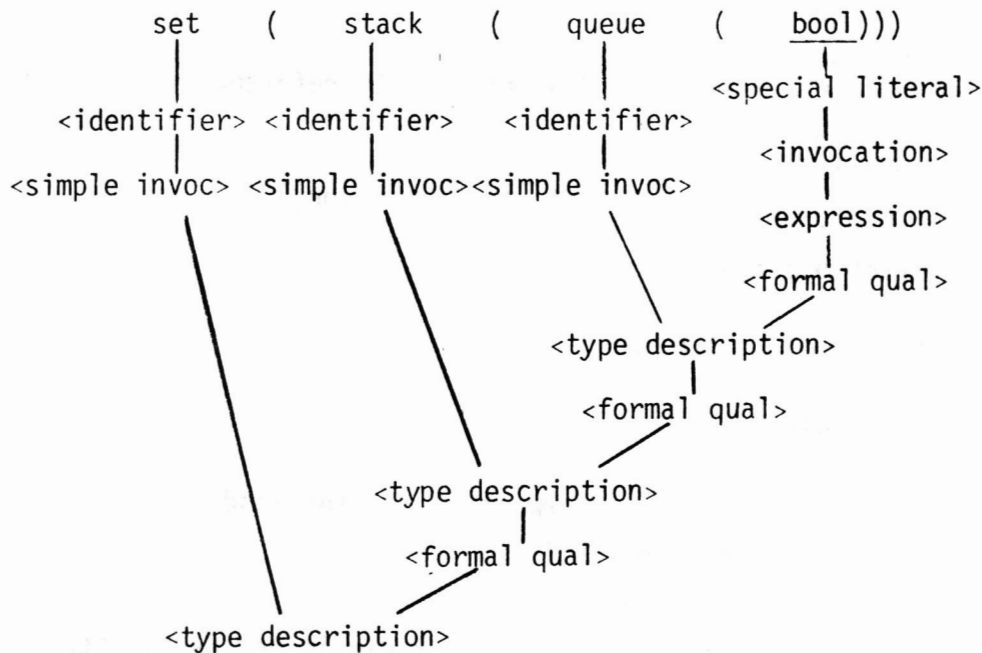 set ( stack ( queue ( bool)))
<special literal>
<identifier> <identifier> <identifier>
<invocation>
<simple invoc> <simple invoc> <simple invoc>
<expression>
<formal qual>
<type description>
<formal qual>
<type description>
<formal qual>
<type description>